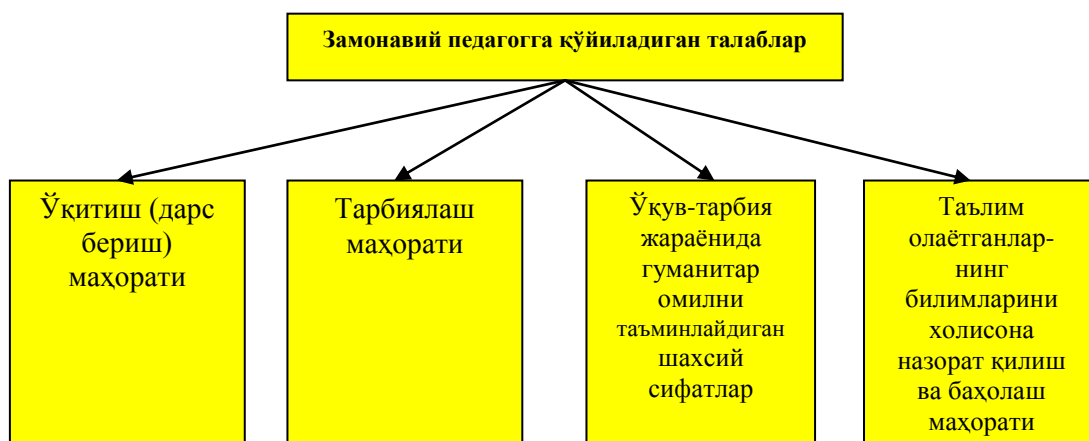 Замонавий педагогга қўйиладиган талаблар
Ўқитиш (дарс
бериш)
маҳорати
Тарбиялаш
маҳорати
Ўқув-тарбия
жараёнида
гуманитар
омилни
таъминлайдиган
шахсий
сифатлар
Таълим
олаётганлар-
нинг
билимларини
холисона
назорат қилиш
ва баҳолаш
маҳорати